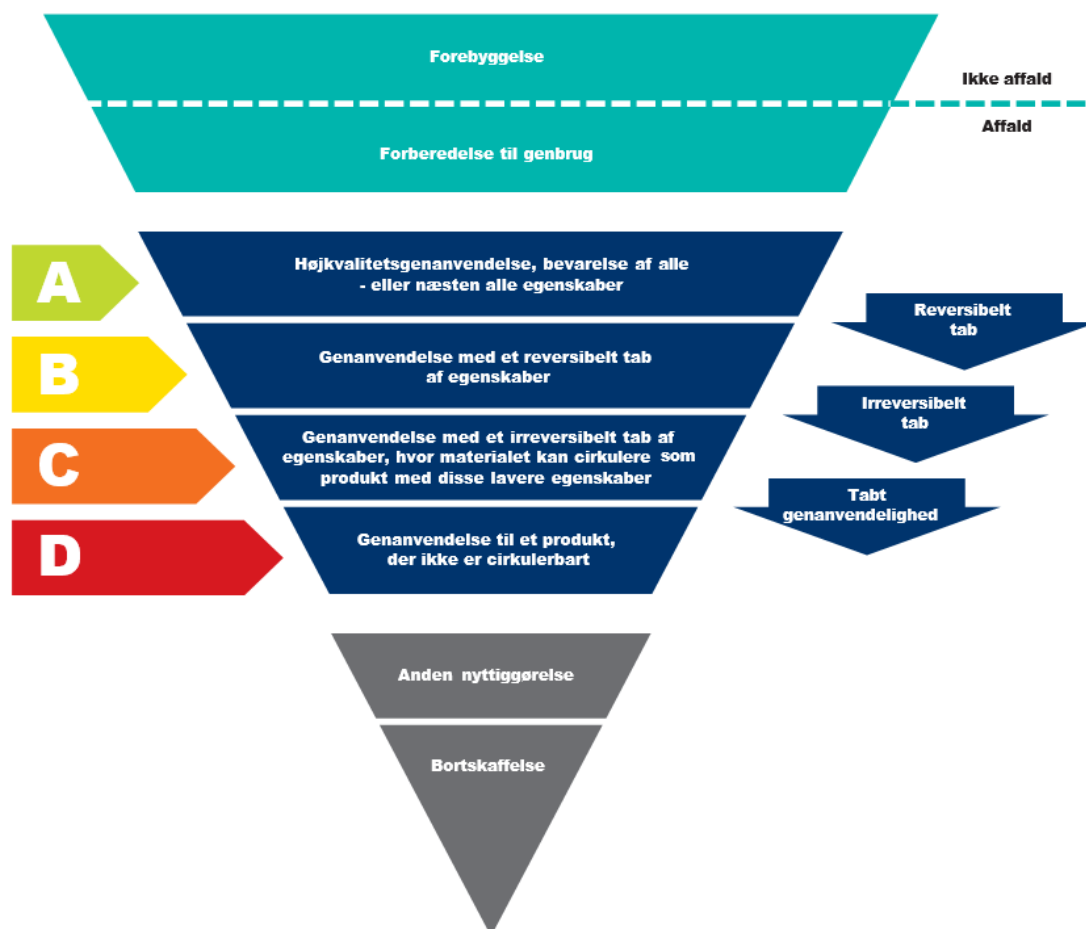 Forebyggelse
Ikke affald
Affald
Forberedelse til genbrug
A
Højkvalitetsgenanvendelse, bevarelse af alle
- eller næsten alle egenskaber
Reversibelt
tab
B
Genanvendelse med et reversibelt tab
af egenskaber
Irreversibelt
tab
C
Genanvendelse med et irreversibelt tab af
egenskaber, hvor materialet kan cirkulere som
produkt med disse lavere egenskaber
Tabt
genanvendelighed
D
Genanvendelse til et produkt,
der ikke er cirkulerbart
Anden nyttiggørelse
Bortskaffelse